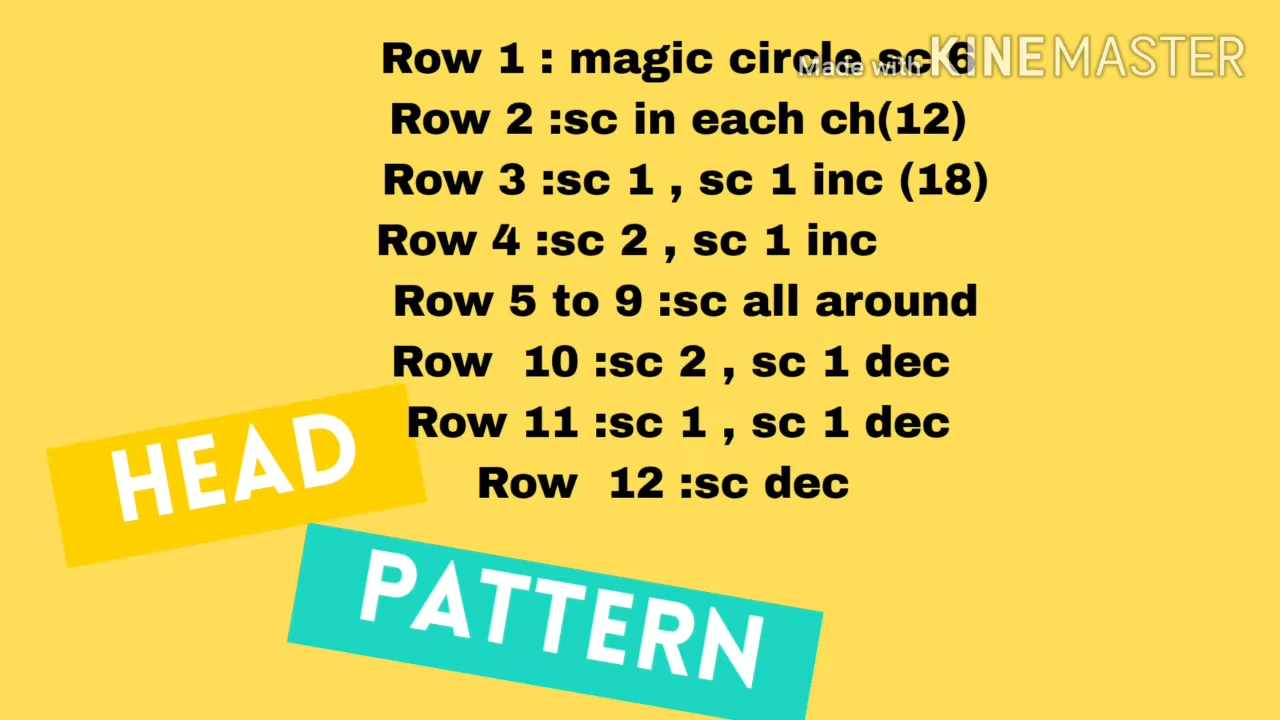 Row 1 : magic circle sc 6
Made with KINEMASTER
Row 2 :sc in each ch(12)
Row 3 :sc 1 , sc 1 inc (18)
Row 4 :sc 2 , sc 1 inc
Row 5 to 9 :sc all around
Row 10 :sc 2 , sc 1 dec
Row 11 :sc 1 , sc 1 dec
Row 12 :sc dec
HEAD
PATTERN